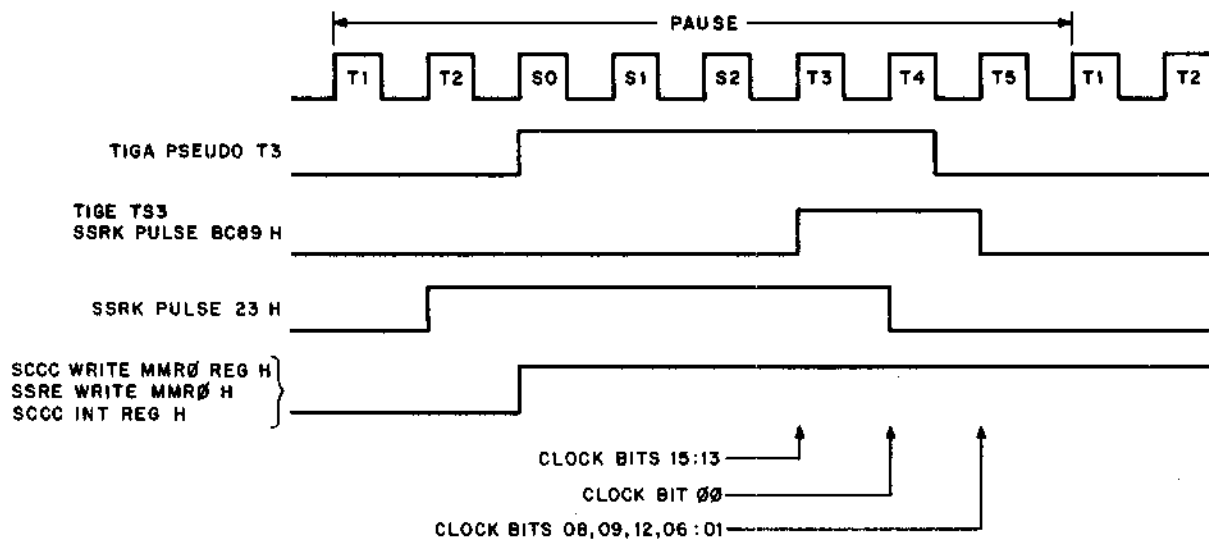 PAUSE
T1 T2 S0 S1 S2 T3 T4 T5 T1 T2
TIGA PSEUDO T3
TIGE TS3
SSRK PULSE BC89 H
SSRK PULSE 23 H
SCCC WRITE MMRØ REG H
SSRE WRITE MMRØ H
SCCC INT REG H
CLOCK BITS 15:13
CLOCK BIT ØØ
CLOCK BITS 08,09,12,06:01